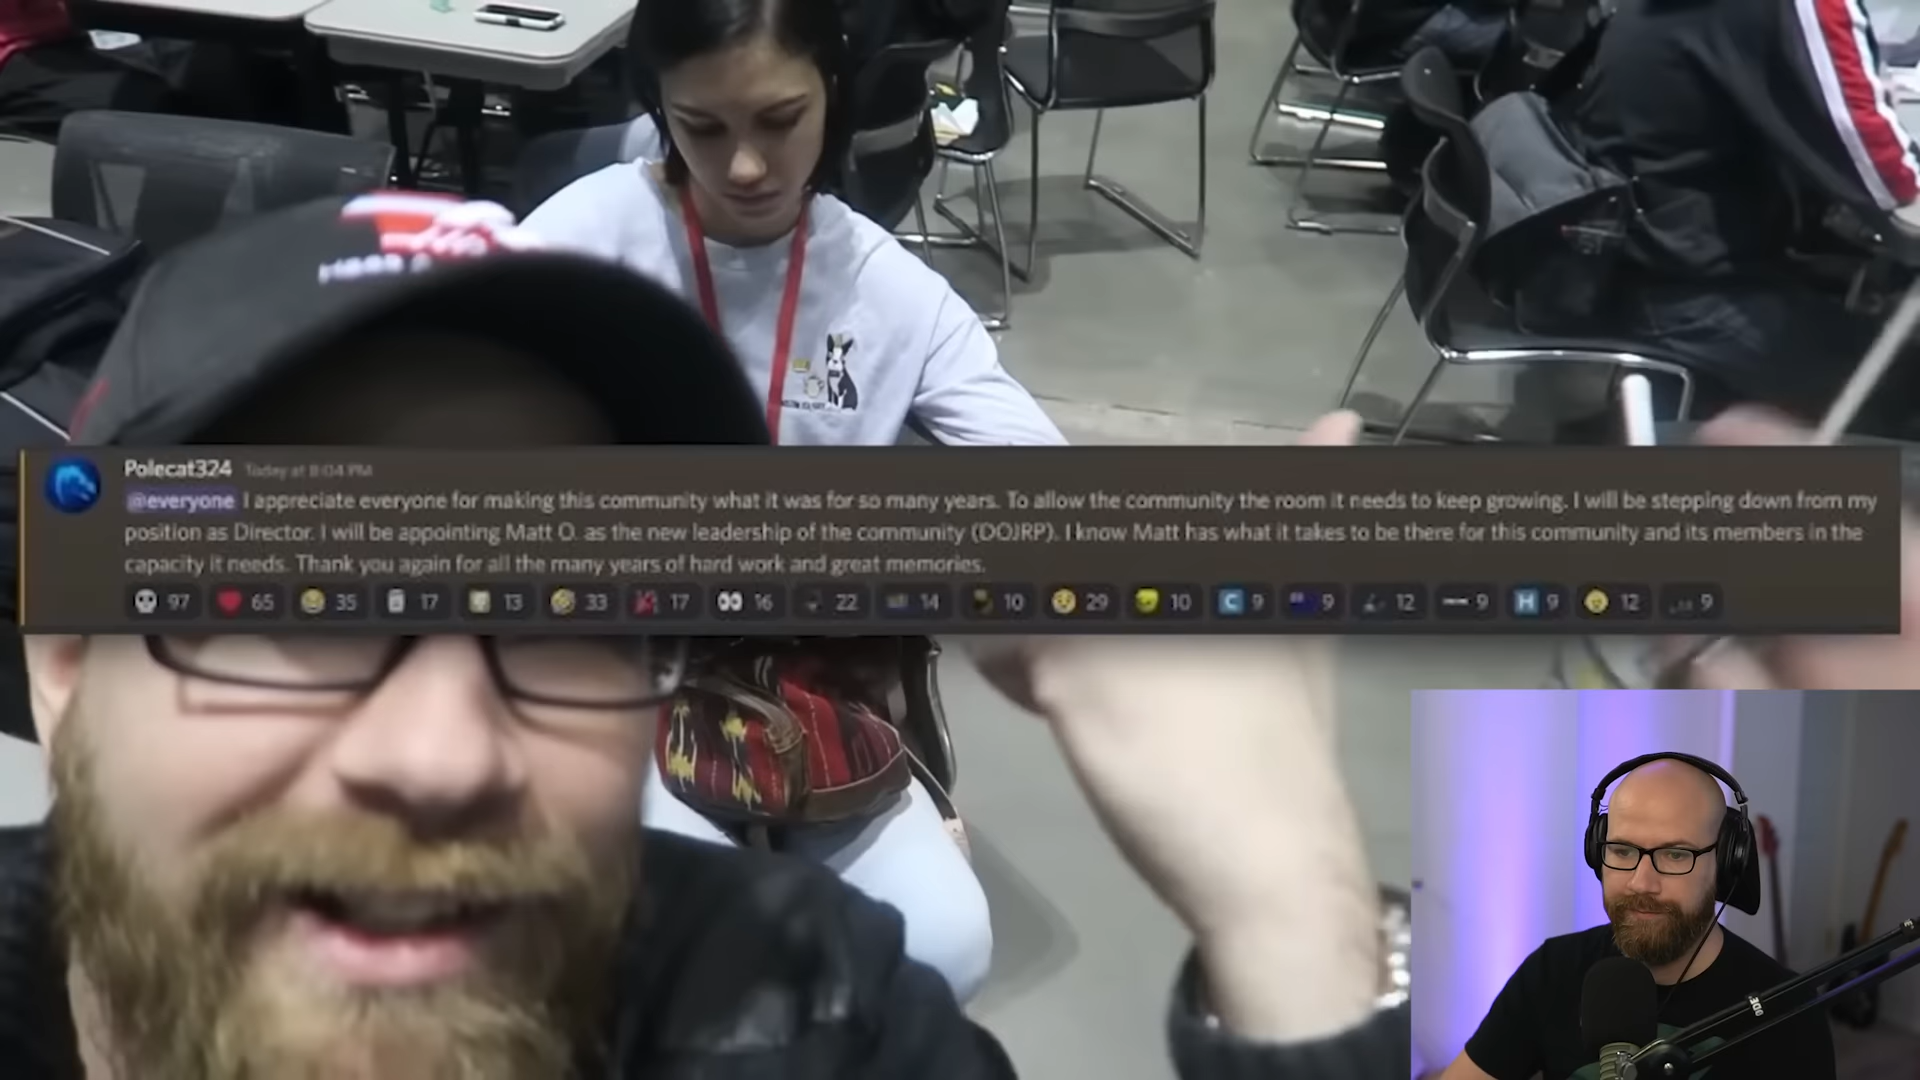 Polecat324 Today at 8:04 PM
@everyone I appreciate everyone for making this community what it was for so many years. To allow the community the room it needs to keep growing. I will be stepping down from my
position as Director. I will be appointing Matt O. as the new leadership of the community (DOJRP). I know Matt has what it takes to be there for this community and its members in the
capacity it needs. Thank you again for all the many years of hard work and great memories.
97 65 35 17 13 33 17 16 22 14 10 29 10 C 9 9 12 9 H 9 12 9